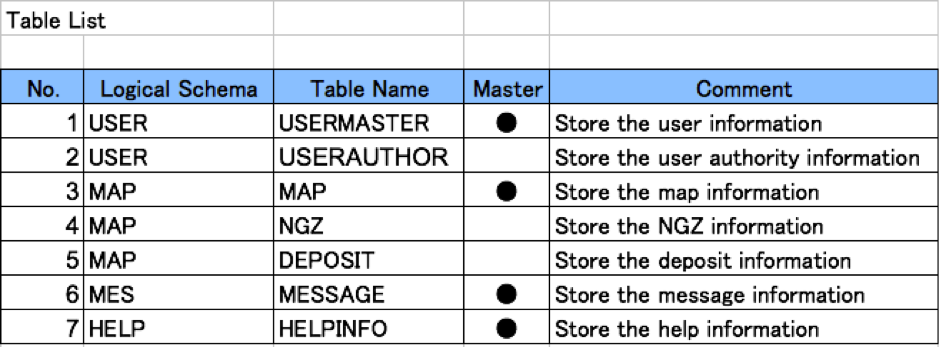 Table List
No. Logical Schema Table Name Master Comment
1 USER USERMASTER ● Store the user information
2 USER USERAUTHOR Store the user authority information
3 MAP MAP ● Store the map information
4 MAP NGZ Store the NGZ information
5 MAP DEPOSIT Store the deposit information
6 MES MESSAGE ● Store the message information
7 HELP HELPINFO ● Store the help information